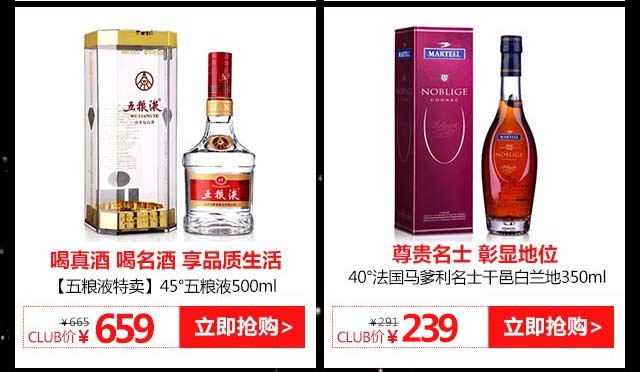 五粮液
WULIANGYE
五粮液
喝真酒 喝名酒 享品质生活
【五粮液特卖】45°五粮液500ml
¥665
CLUB价¥659
立即抢购>
MARTELL
NOBLIGE
COGNAC
MARTELL
NOBLIGE
尊贵名士 彰显地位
40°法国马爹利名士干邑白兰地350ml
¥291
CLUB价¥239
立即抢购>